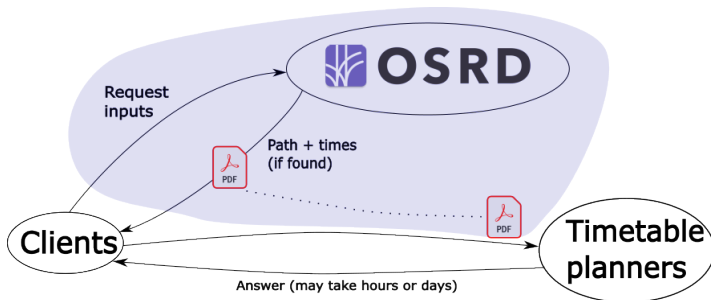 OSRD
Request
inputs
Path + times
(if found)
PDF
PDF
Clients
Timetable
planners
Answer (may take hours or days)